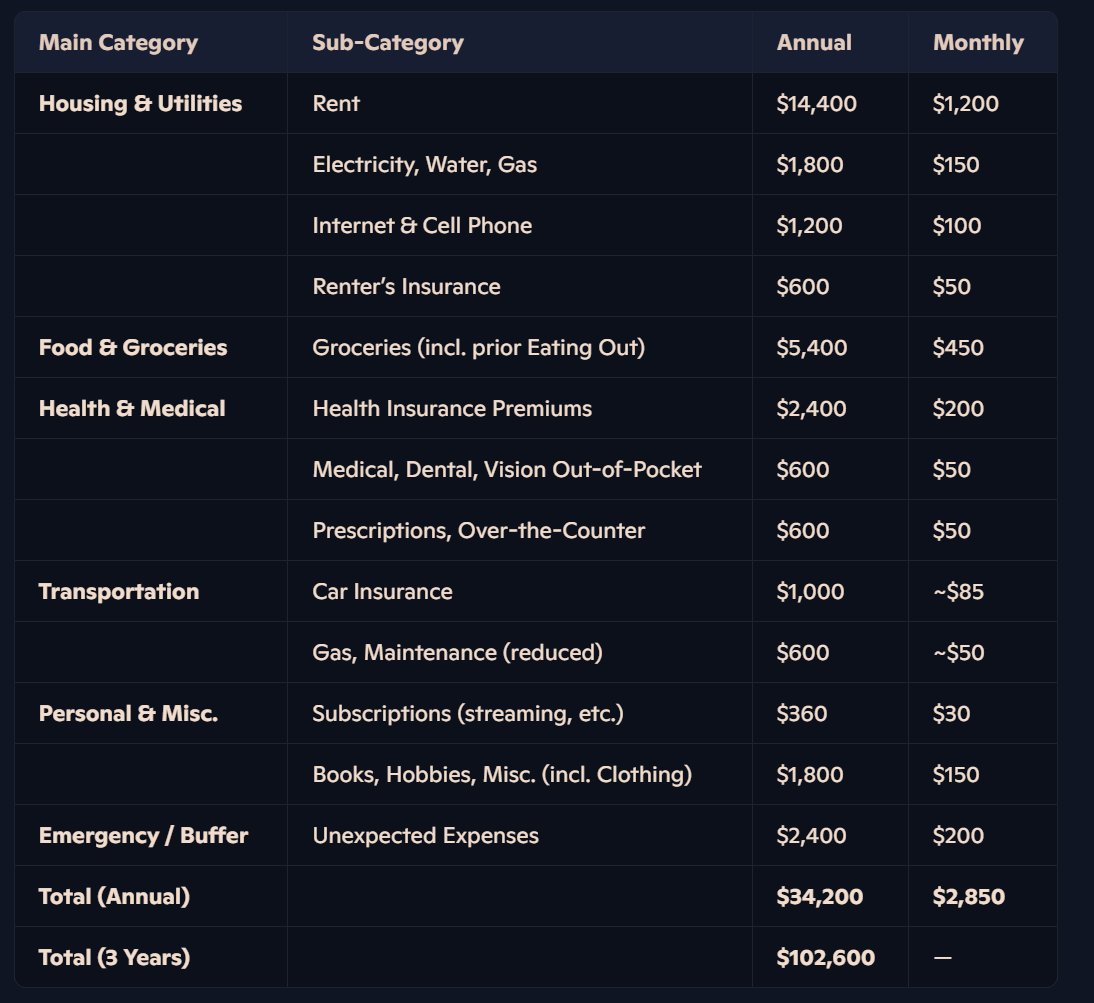 Main Category Sub-Category Annual Monthly
Housing & Utilities Rent $14,400 $1,200
Electricity, Water, Gas $1,800 $150
Internet & Cell Phone $1,200 $100
Renter’s Insurance $600 $50
Food & Groceries Groceries (incl. prior Eating Out) $5,400 $450
Health & Medical Health Insurance Premiums $2,400 $200
Medical, Dental, Vision Out-of-Pocket $600 $50
Prescriptions, Over-the-Counter $600 $50
Transportation Car Insurance $1,000 ~$85
Gas, Maintenance (reduced) $600 ~$50
Personal & Misc. Subscriptions (streaming, etc.) $360 $30
Books, Hobbies, Misc. (incl. Clothing) $1,800 $150
Emergency / Buffer Unexpected Expenses $2,400 $200
Total (Annual) $34,200 $2,850
Total (3 Years) $102,600 —